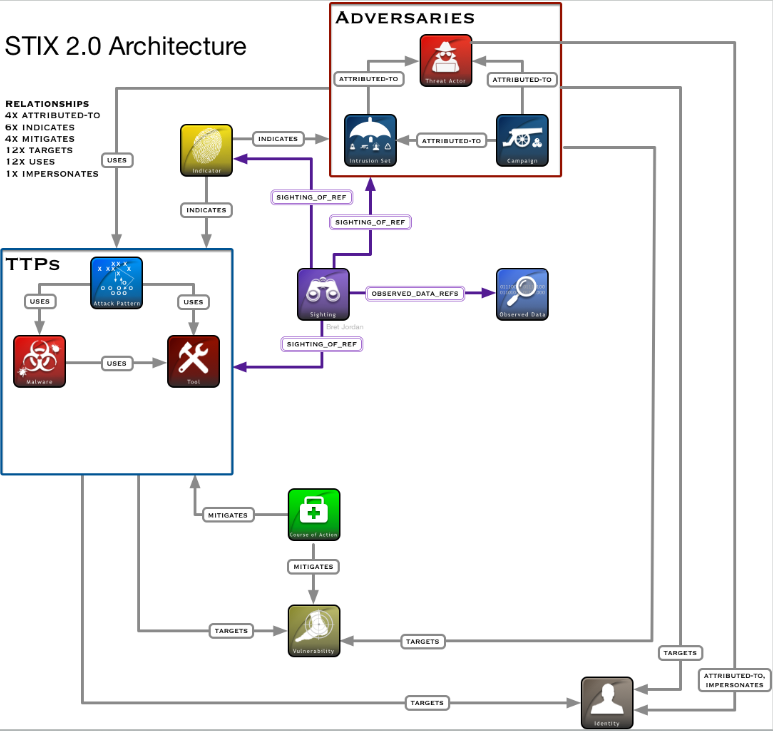 STIX 2.0 Architecture
RELATIONSHIPS
4X ATTRIBUTED-TO
6X INDICATES
4X MITIGATES
12X TARGETS
12X USES
1X IMPERSONATES
ADVERSARIES
Threat Actor
ATTRIBUTED-TO
ATTRIBUTED-TO
Intrusion Set
ATTRIBUTED-TO
Campaign
Indicator
INDICATES
USES
INDICATES
SIGHTING_OF_REF
SIGHTING_OF_REF
TTPs
Attack Pattern
USES
USES
Malware
USES
Tool
Sighting
Bret Jordan
OBSERVED_DATA_REFS
Observed Data
SIGHTING_OF_REF
MITIGATES
Course of Action
MITIGATES
TARGETS
Vulnerability
TARGETS
TARGETS
ATTRIBUTED-TO,
IMPERSONATES
TARGETS
Identity